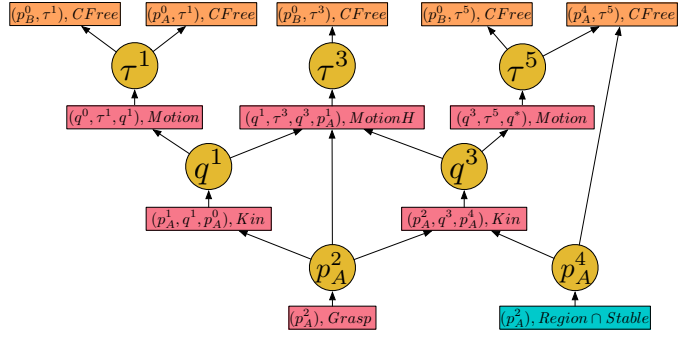 (p_B^0, τ^1), CFree
(p_A^0, τ^1), CFree
(p_B^0, τ^3), CFree
(p_B^0, τ^5), CFree
(p_A^4, τ^5), CFree
τ^1
τ^3
τ^5
(q^0, τ^1, q^1), Motion
(q^1, τ^3, q^3, p_A^1), MotionH
(q^3, τ^5, q^*), Motion
q^1
q^3
(p_A^1, q^1, p_A^0), Kin
(p_A^2, q^3, p_A^4), Kin
p_A^2
p_A^4
(p_A^2), Grasp
(p_A^2), Region ∩ Stable